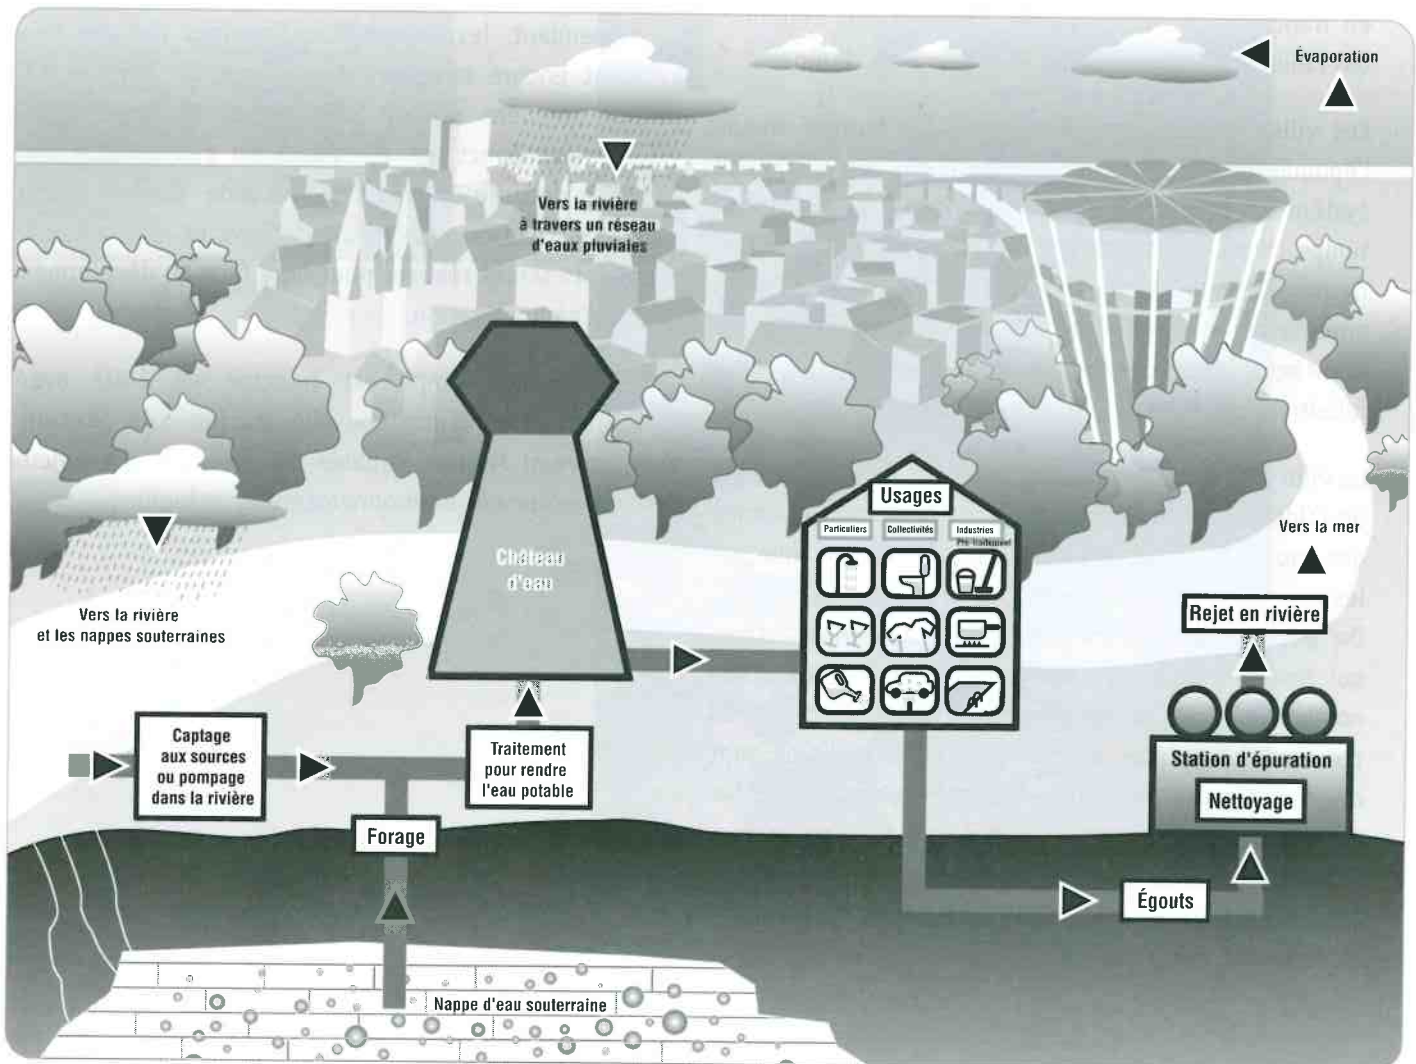 Évaporation
Vers la rivière
à travers un réseau
d'eaux pluviales
Vers la rivière
et les nappes souterraines
Château
d'eau
Usages
Particuliers
Collectivités
Industries
Pré-traitement
Vers la mer
Rejet en rivière
Captage
aux sources
ou pompage
dans la rivière
Traitement
pour rendre
l'eau potable
Station d'épuration
Nettoyage
Forage
Égouts
Nappe d'eau souterraine